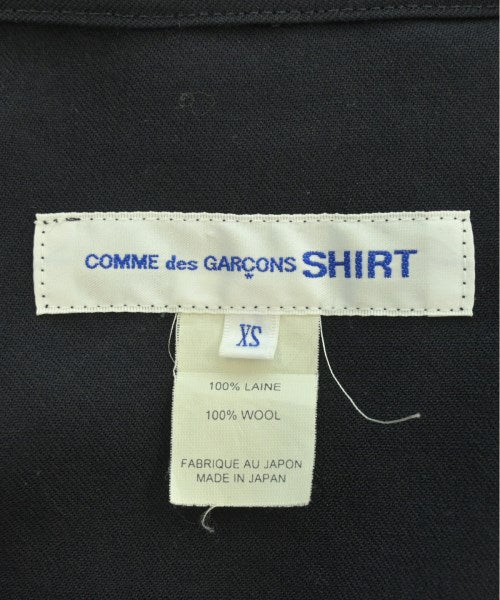 COMME des GARÇONS SHIRT
XS
100% LAINE
100% WOOL
FABRIQUE AU JAPON
MADE IN JAPAN